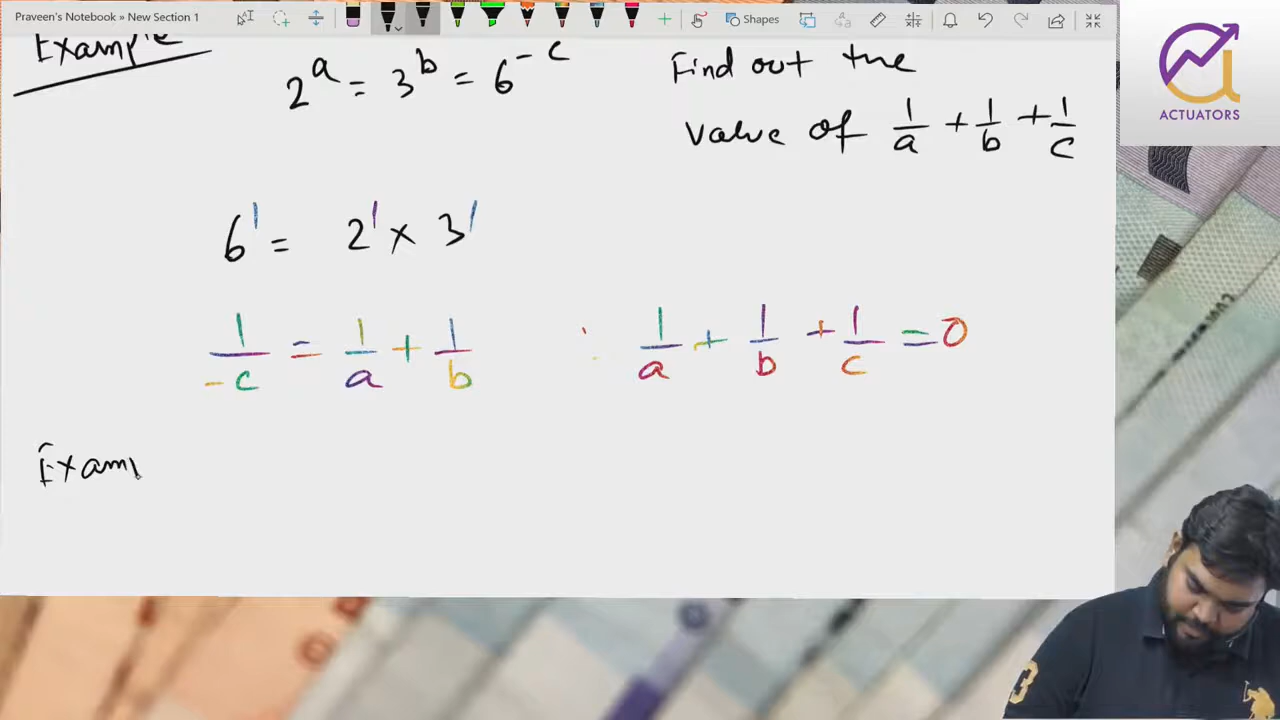 Praveen's Notebook » New Section 1
Shapes
ACTUATORS
Example
2^a = 3^b = 6^-c
Find out the
value of 1/a + 1/b + 1/c
6^1 = 2^1 × 3^1
1/-c = 1/a + 1/b ∴ 1/a + 1/b + 1/c = 0
Exam
3